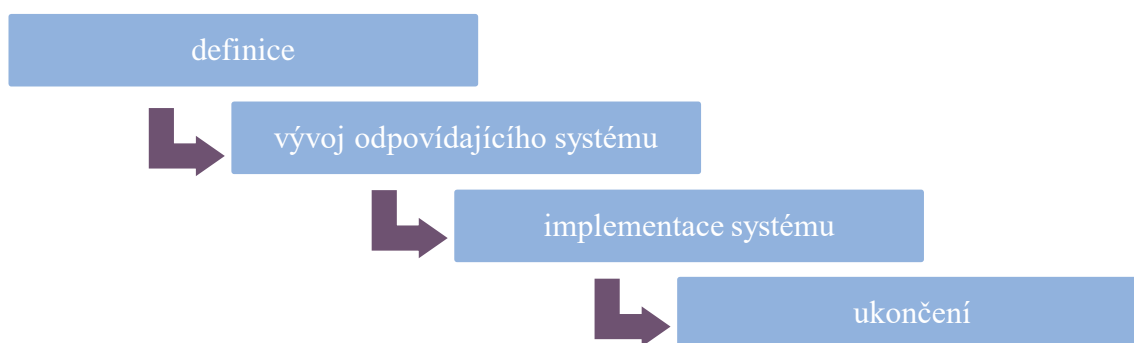 definice
vývoj odpovídajícího systému
implementace systému
ukončení